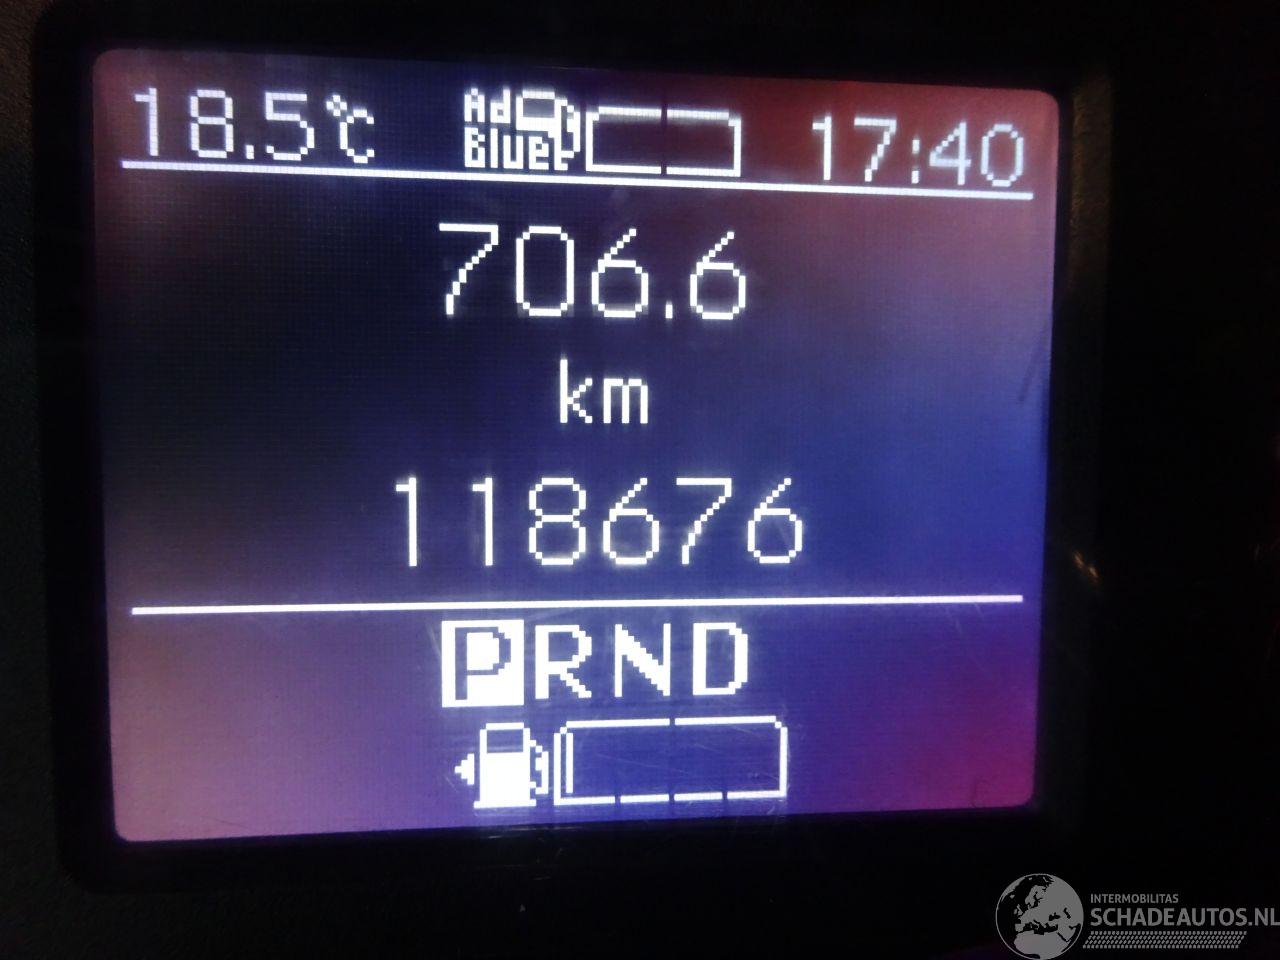 18.5°C Ad Blue 17:40
706.6
km
118676
PRND
INTERMOBILITAS
SCHADEAUTOS.NL